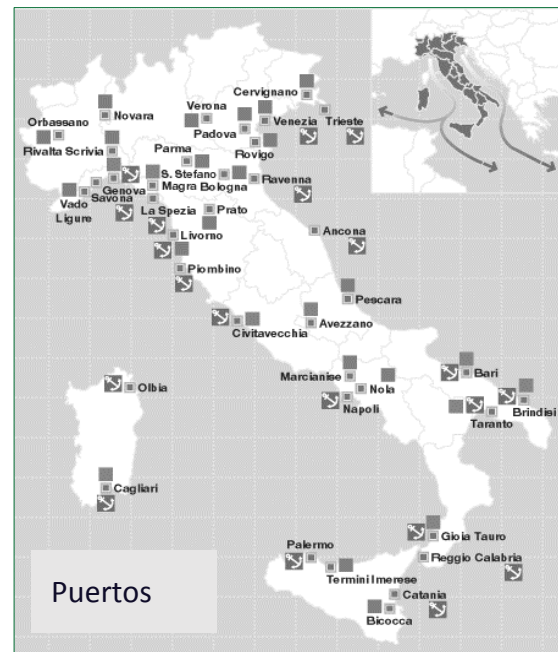 Cervignano
Verona
Orbassano
Novara
Venezia Trieste
Padova
Rivalta Scrivia
Parma
Rovigo
S. Stefano
Magra Bologna
Ravenna
Genova
Vado
Ligure
Savona
La Spezia
Prato
Livorno
Ancona
Piombino
Pescara
Civitavecchia
Avezzano
Marcianise
Nola
Bari
Olbia
Napoli
Brindisi
Taranto
Cagliari
Gioia Tauro
Palermo
Reggio Calabria
Termini Imerese
Catania
Bicocca
Puertos